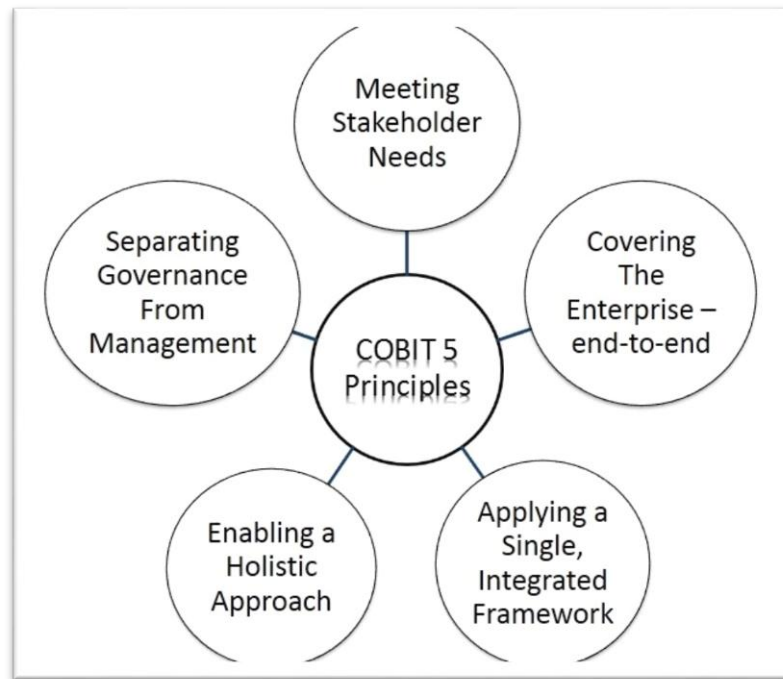 Meeting
Stakeholder
Needs
Separating
Governance
From
Management
Covering
The
Enterprise –
end-to-end
COBIT 5
Principles
Enabling a
Holistic
Approach
Applying a
Single,
Integrated
Framework